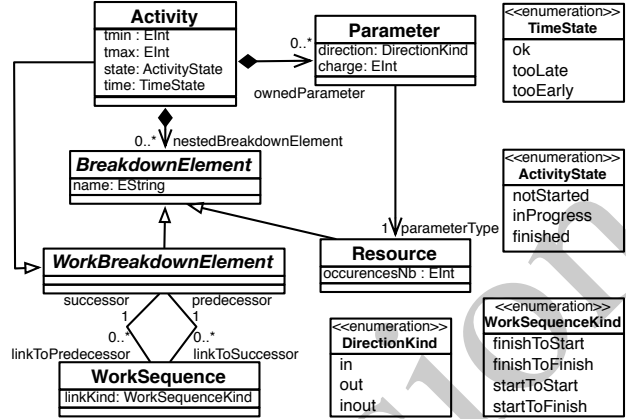 Activity
tmin : EInt
tmax: EInt
state: ActivityState
time: TimeState
0..*
Parameter
direction: DirectionKind
charge: EInt
ownedParameter
<<enumeration>>
TimeState
ok
tooLate
tooEarly
0..* nestedBreakdownElement
BreakdownElement
name: EString
<<enumeration>>
ActivityState
notStarted
inProgress
finished
1 parameterType
Resource
occurencesNb : EInt
WorkBreakdownElement
successor predecessor
1 1
0..* 0..*
linkToPredecessor linkToSuccessor
WorkSequence
linkKind: WorkSequenceKind
<<enumeration>>
DirectionKind
in
out
inout
<<enumeration>>
WorkSequenceKind
finishToStart
finishToFinish
startToStart
startToFinish